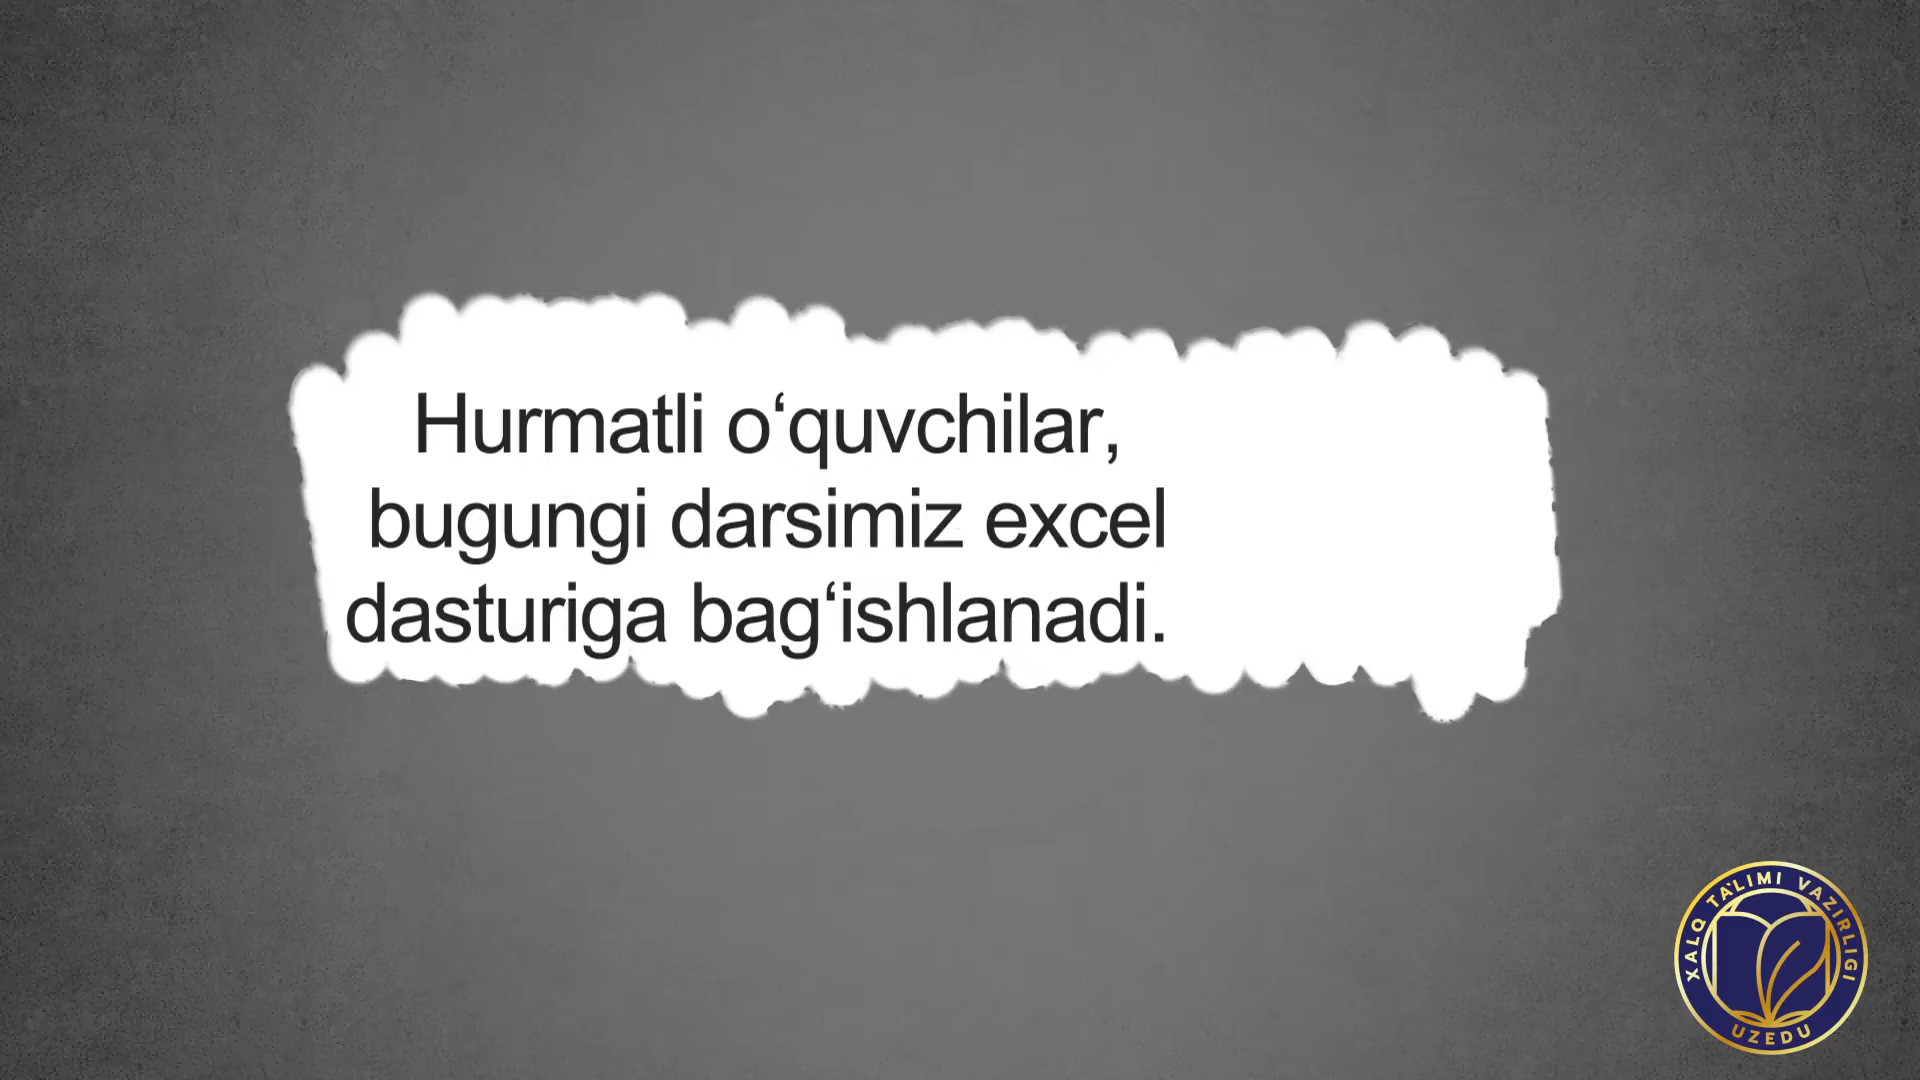 Hurmatli o‘quvchilar,
bugungi darsimiz excel
dasturiga bag‘ishlanadi.
XALQ TA'LIMI VAZIRLIGI
UZEDU